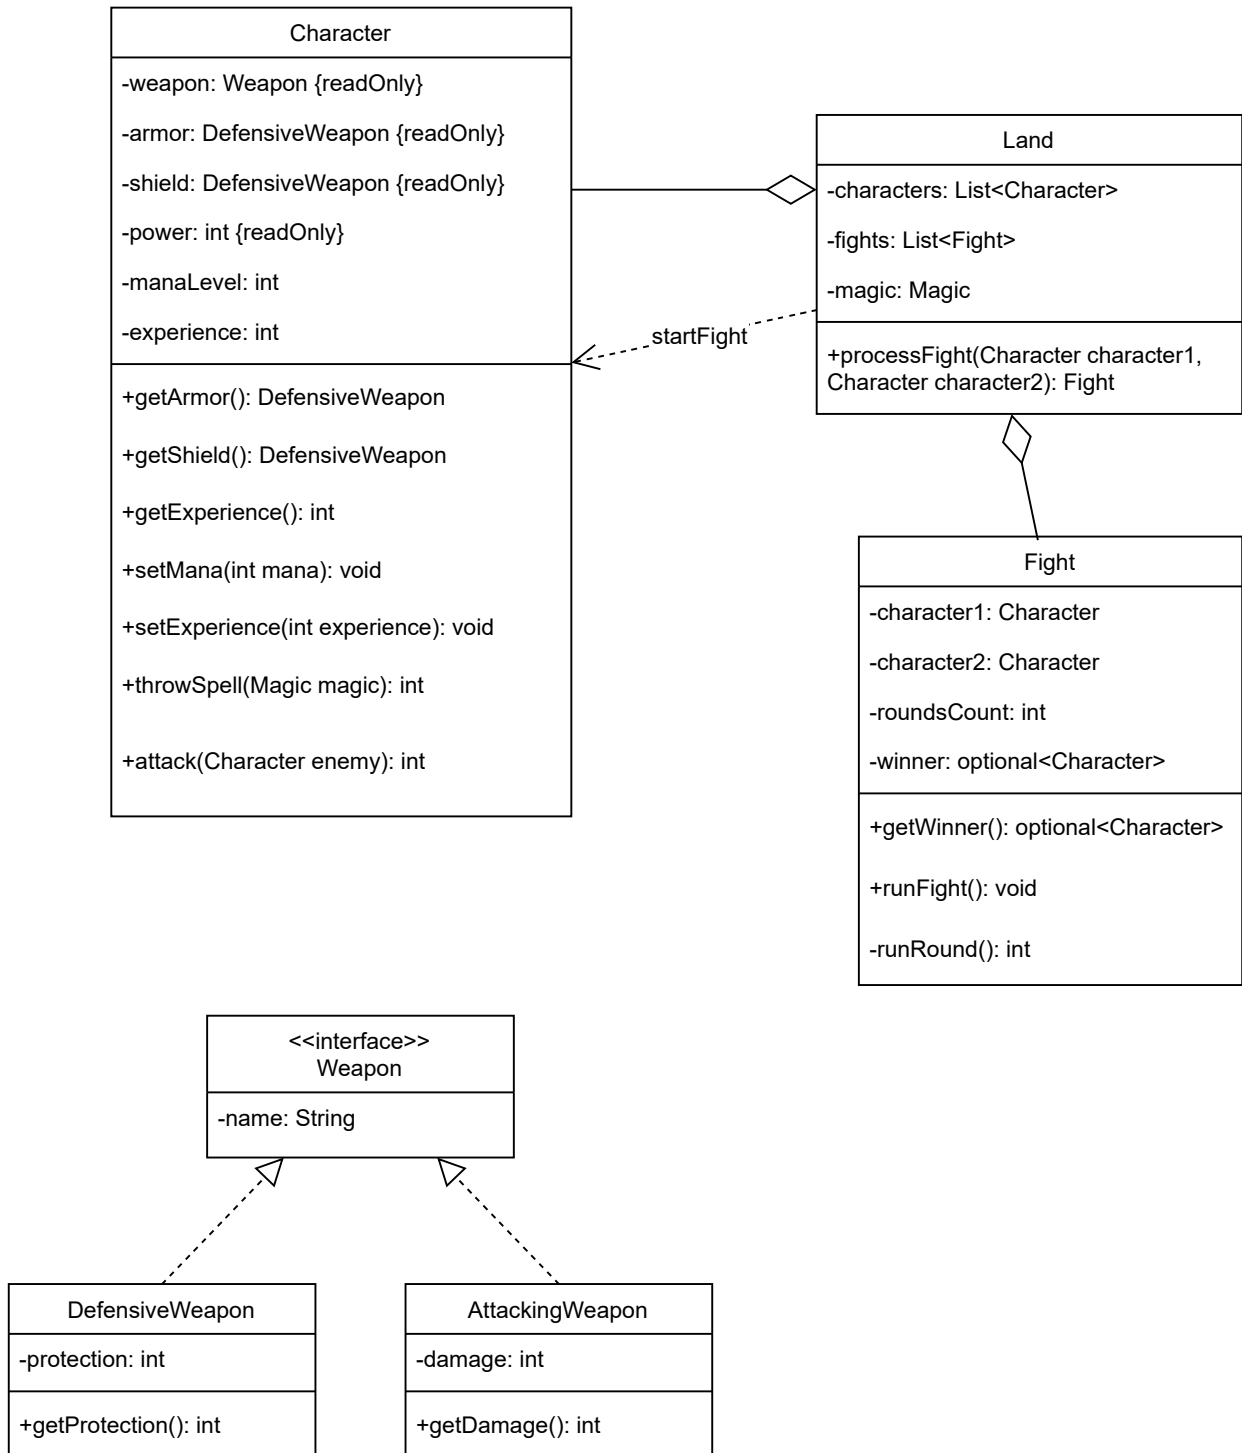 Character
-weapon: Weapon {readOnly}
-armor: DefensiveWeapon {readOnly}
-shield: DefensiveWeapon {readOnly}
-power: int {readOnly}
-manaLevel: int
-experience: int
+getArmor(): DefensiveWeapon
+getShield(): DefensiveWeapon
+getExperience(): int
+setMana(int mana): void
+setExperience(int experience): void
+throwSpell(Magic magic): int
+attack(Character enemy): int
startFight
Land
-characters: List<Character>
-fights: List<Fight>
-magic: Magic
+processFight(Character character1,
Character character2): Fight
Fight
-character1: Character
-character2: Character
-roundsCount: int
-winner: optional<Character>
+getWinner(): optional<Character>
+runFight(): void
-runRound(): int
<<interface>>
Weapon
-name: String
DefensiveWeapon
-protection: int
+getProtection(): int
AttackingWeapon
-damage: int
+getDamage(): int